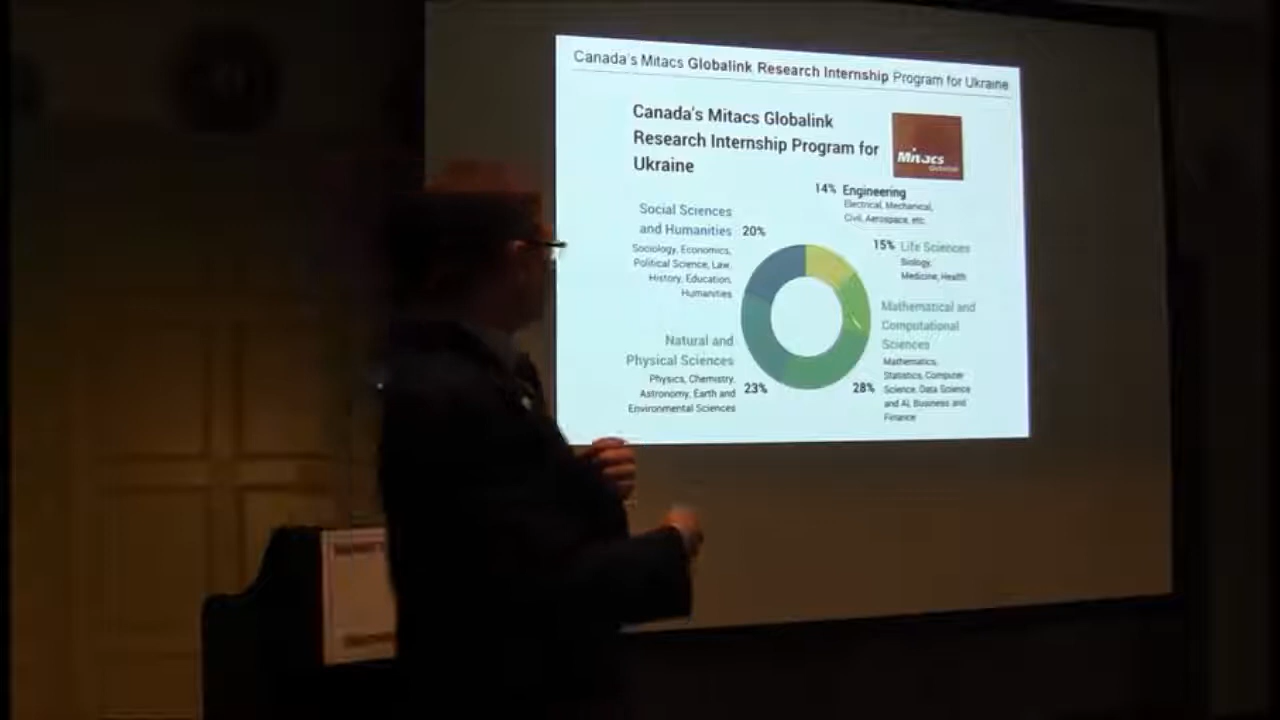 Canada's Mitacs Globalink Research Internship Program for Ukraine
Canada's Mitacs Globalink
Research Internship Program for
Ukraine
Mitacs
Globalink
14% Engineering
Electrical, Mechanical,
Civil, Aerospace, etc.
15% Life Sciences
Biology,
Medicine, Health
Mathematical and
Computational
Sciences
28%
Mathematics,
Statistics, Computer
Science, Data Science
and AI, Business and
Finance
Social Sciences
and Humanities 20%
Sociology, Economics,
Political Science, Law,
History, Education,
Humanities
Natural and
Physical Sciences
23%
Physics, Chemistry,
Astronomy, Earth and
Environmental Sciences